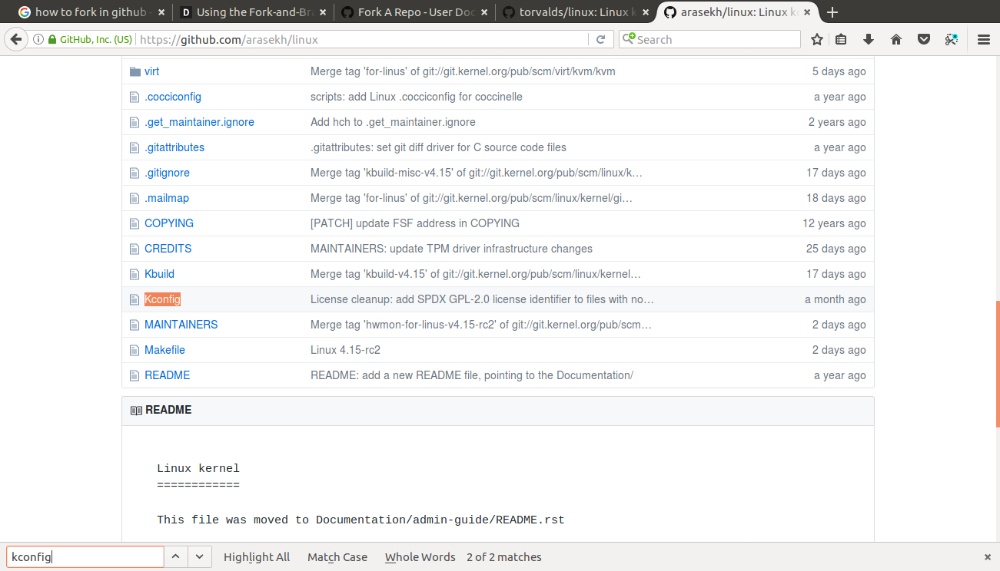 how to fork in github - Using the Fork-and-Bra Fork A Repo - User Doc torvalds/linux: Linux k arasekh/linux: Linux ke
GitHub, Inc. (US) https://github.com/arasekh/linux Search
virt Merge tag 'for-linus' of git://git.kernel.org/pub/scm/virt/kvm/kvm 5 days ago
.cocciconfig scripts: add Linux .cocciconfig for coccinelle a year ago
.get_maintainer.ignore Add hch to .get_maintainer.ignore 2 years ago
.gitattributes .gitattributes: set git diff driver for C source code files a year ago
.gitignore Merge tag 'kbuild-misc-v4.15' of git://git.kernel.org/pub/scm/linux/k… 17 days ago
.mailmap Merge tag 'for-linus' of git://git.kernel.org/pub/scm/linux/kernel/gi… 18 days ago
COPYING [PATCH] update FSF address in COPYING 12 years ago
CREDITS MAINTAINERS: update TPM driver infrastructure changes 25 days ago
Kbuild Merge tag 'kbuild-v4.15' of git://git.kernel.org/pub/scm/linux/kernel… 17 days ago
Kconfig License cleanup: add SPDX GPL-2.0 license identifier to files with no… a month ago
MAINTAINERS Merge tag 'hwmon-for-linus-v4.15-rc2' of git://git.kernel.org/pub/scm… 2 days ago
Makefile Linux 4.15-rc2 2 days ago
README README: add a new README file, pointing to the Documentation/ a year ago
README
Linux kernel
============
This file was moved to Documentation/admin-guide/README.rst
kconfig Highlight All Match Case Whole Words 2 of 2 matches